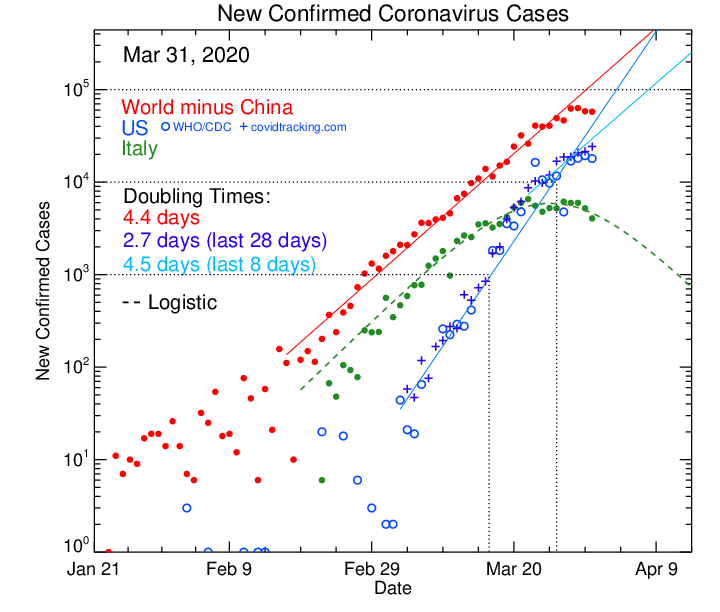 New Confirmed Coronavirus Cases
Mar 31, 2020
World minus China
US WHO/CDC + covidtracking.com
Italy
Doubling Times:
4.4 days
2.7 days (last 28 days)
4.5 days (last 8 days)
-- Logistic
New Confirmed Cases
10^5
10^4
10^3
10^2
10^1
10^0
Jan 21 Feb 9 Feb 29 Mar 20 Apr 9
Date